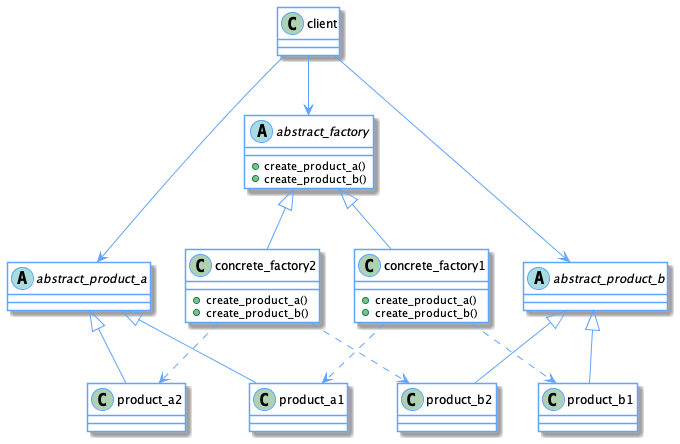 C client
A abstract_factory
create_product_a()
create_product_b()
A abstract_product_a
C concrete_factory2
create_product_a()
create_product_b()
C concrete_factory1
create_product_a()
create_product_b()
A abstract_product_b
C product_a2
C product_a1
C product_b2
C product_b1